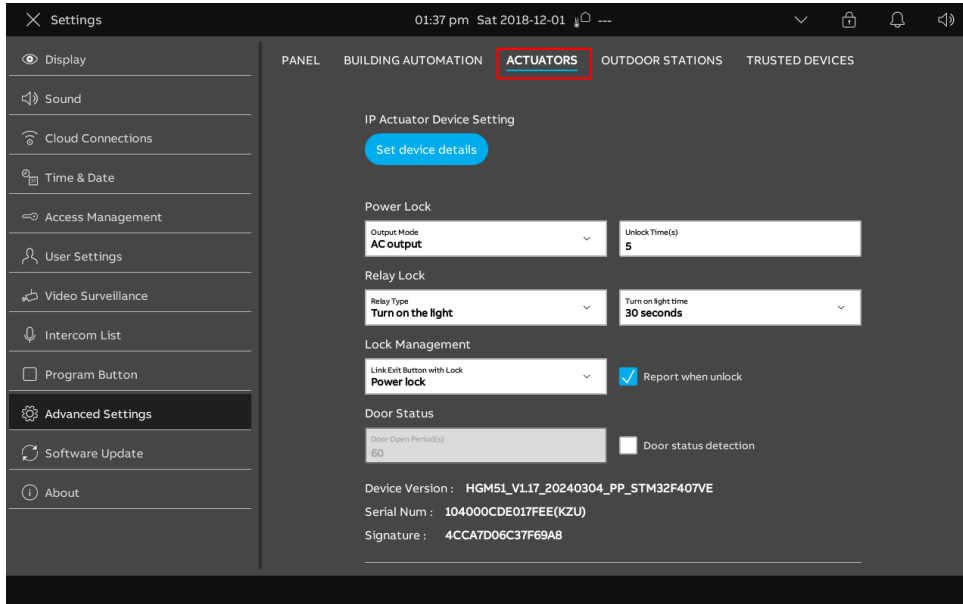 Settings
01:37 pm Sat 2018-12-01 ---
Display
Sound
Cloud Connections
Time & Date
Access Management
User Settings
Video Surveillance
Intercom List
Program Button
Advanced Settings
Software Update
About
PANEL BUILDING AUTOMATION ACTUATORS OUTDOOR STATIONS TRUSTED DEVICES
IP Actuator Device Setting
Set device details
Power Lock
Output Mode
AC output
Unlock Time(s)
5
Relay Lock
Relay Type
Turn on the light
Turn on light time
30 seconds
Lock Management
Link Exit Button with Lock
Power lock
Report when unlock
Door Status
Door Open Period(s)
60
Door status detection
Device Version : HGM51_V1.17_20240304_PP_STM32F407VE
Serial Num : 104000CDE017FEE(KZU)
Signature : 4CCA7D06C37F69A8